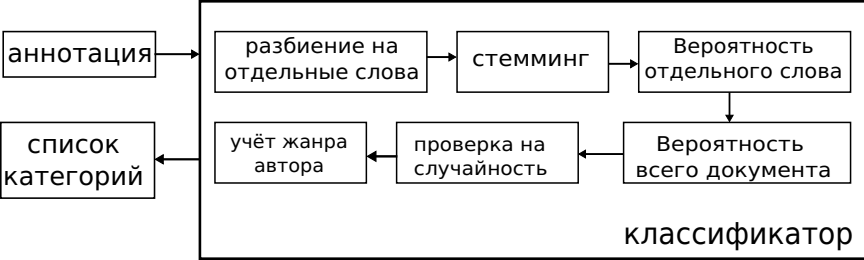 аннотация
разбиение на
отдельные слова
стемминг
Вероятность
отдельного слова
Вероятность
всего документа
проверка на
случайность
учёт жанра
автора
список
категорий
классификатор